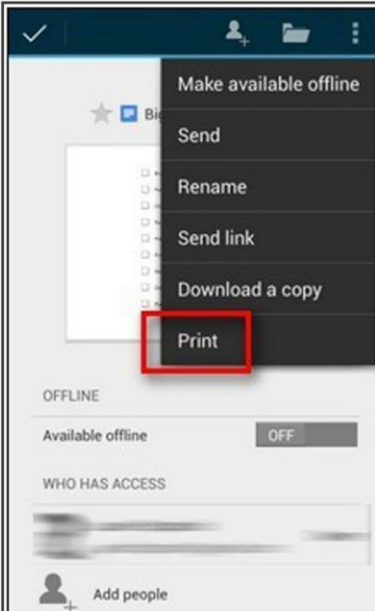 Make available offline
Bi
Send
Rename
Send link
Download a copy
Print
OFFLINE
Available offline OFF
WHO HAS ACCESS
Add people